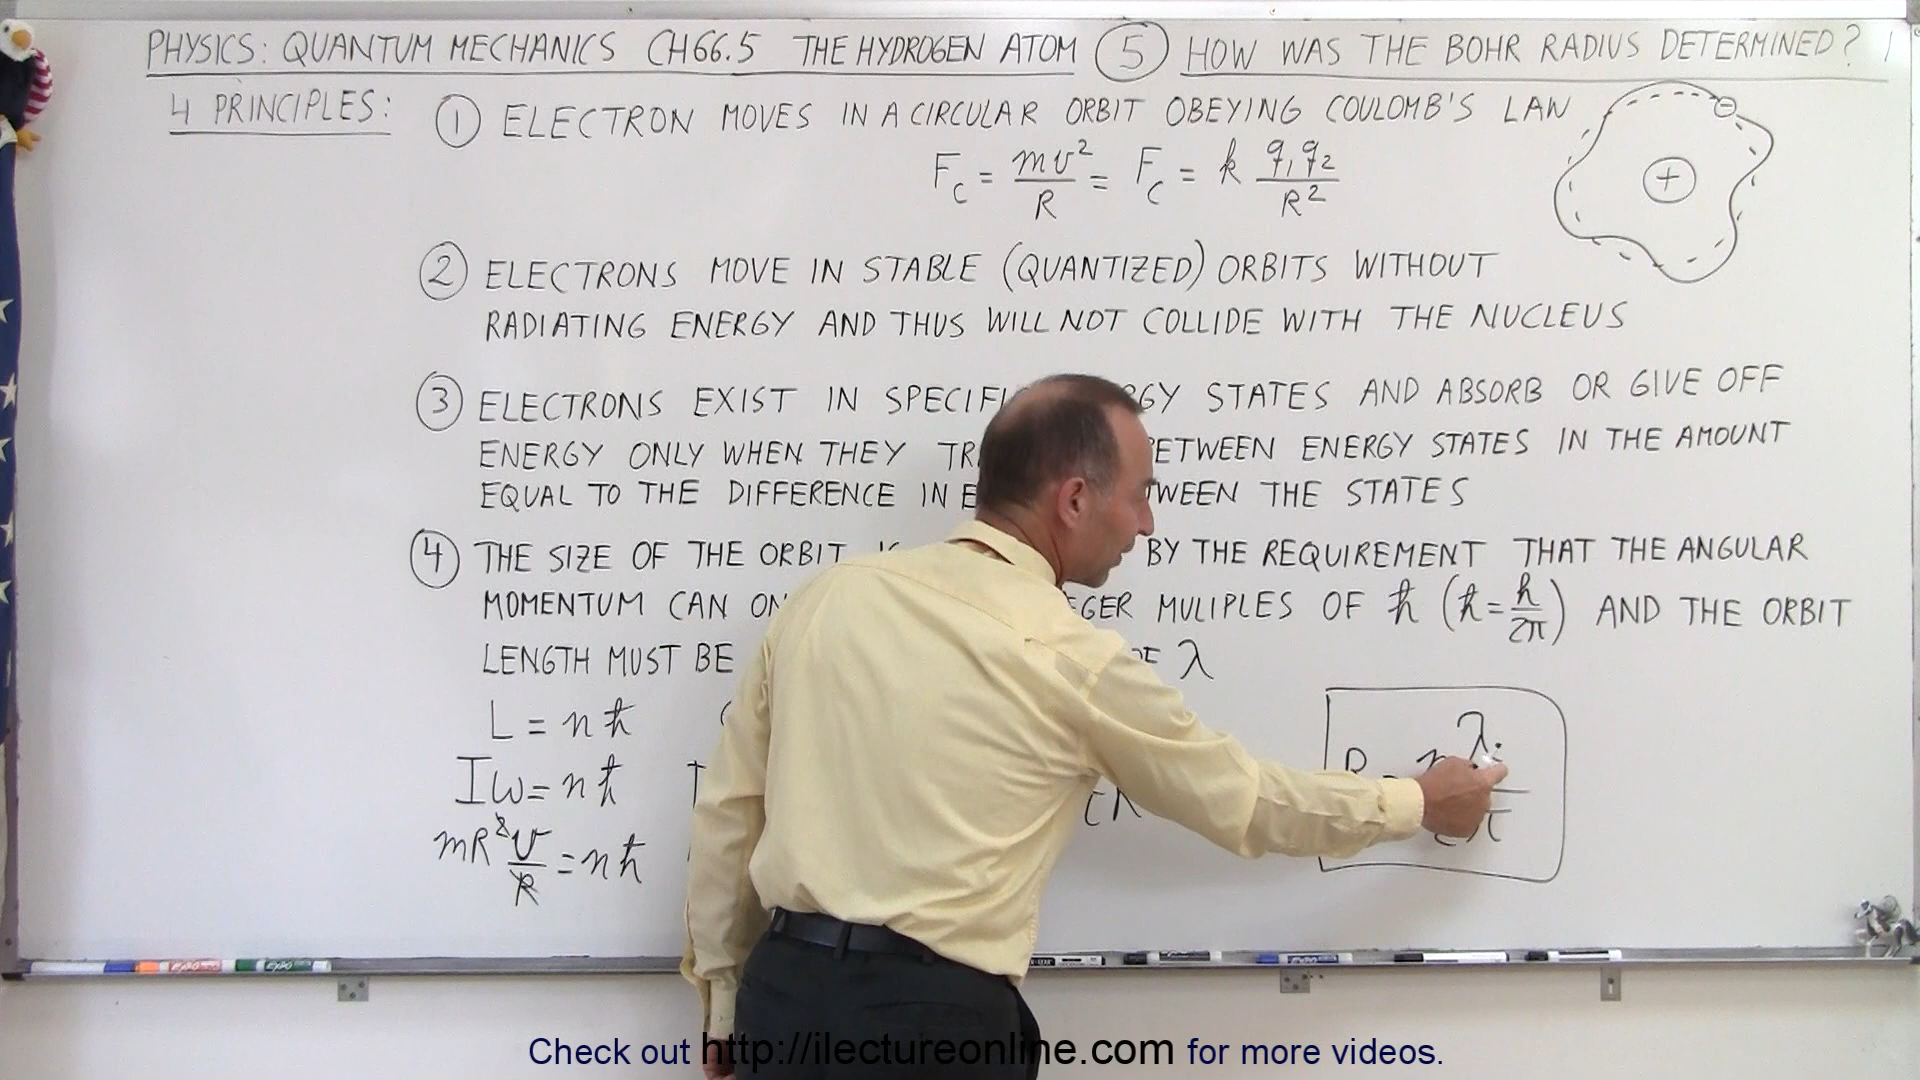 PHYSICS: QUANTUM MECHANICS CH 66.5 THE HYDROGEN ATOM (5) HOW WAS THE BOHR RADIUS DETERMINED? 1
4 PRINCIPLES:
(1) ELECTRON MOVES IN A CIRCULAR ORBIT OBEYING COULOMB'S LAW
F_C = mv²/R = F_C = k q₁q₂/R²
− +
(2) ELECTRONS MOVE IN STABLE (QUANTIZED) ORBITS WITHOUT
RADIATING ENERGY AND THUS WILL NOT COLLIDE WITH THE NUCLEUS
(3) ELECTRONS EXIST IN STATES AND ABSORB OR GIVE OFF
ENERGY ONLY WHEN THEY ENERGY STATES IN THE AMOUNT
EQUAL TO THE DIFFERENCE IN THE STATES
(4) THE SIZE OF THE ORBIT BY THE REQUIREMENT THAT THE ANGULAR
MOMENTUM CAN MULIPLES OF ħ (ħ = h/2π) AND THE ORBIT
LENGTH MUST BE λ
L = nħ
Iω = nħ
mR² v/R = nħ
EXPO EXPO
Check out http://ilectureonline.com for more videos.